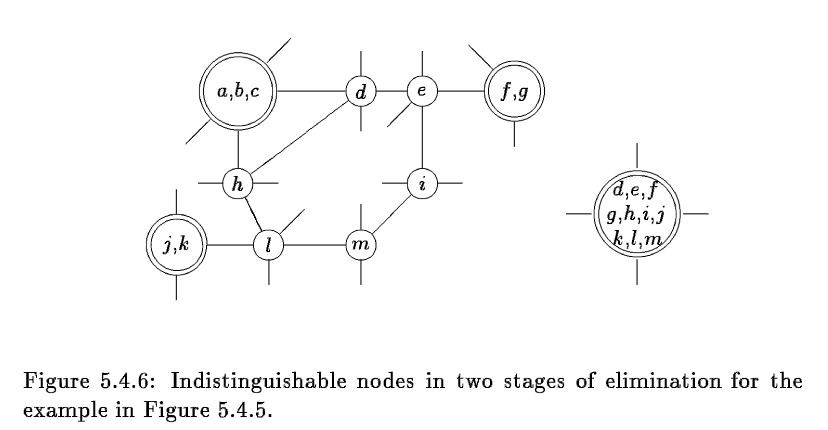 a,b,c
d
e
f,g
h
i
d,e,f
g,h,i,j
k,l,m
j,k
l
m
Figure 5.4.6: Indistinguishable nodes in two stages of elimination for the
example in Figure 5.4.5.